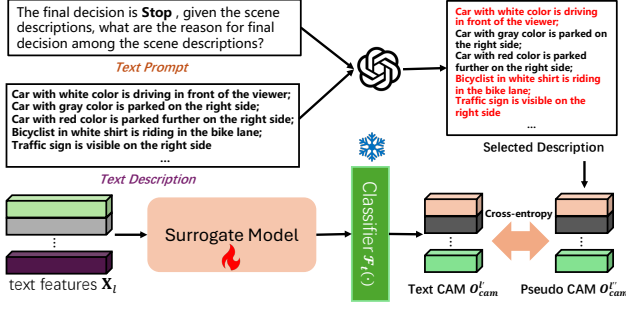 The final decision is Stop , given the scene
descriptions, what are the reason for final
decision among the scene descriptions?
Text Prompt
Car with white color is driving in front of the viewer;
Car with gray color is parked on the right side;
Car with red color is parked further on the right side;
Bicyclist in white shirt is riding in the bike lane;
Traffic sign is visible on the right side
...
Text Description
Car with white color is driving
in front of the viewer;
Car with gray color is parked on
the right side;
Car with red color is parked
further on the right side;
Bicyclist in white shirt is riding
in the bike lane;
Traffic sign is visible on the
right side
...
Selected Description
text features X_l
Surrogate Model
Classifier F_t(·)
Cross-entropy
Text CAM O_cam^l'
Pseudo CAM O_cam^l''